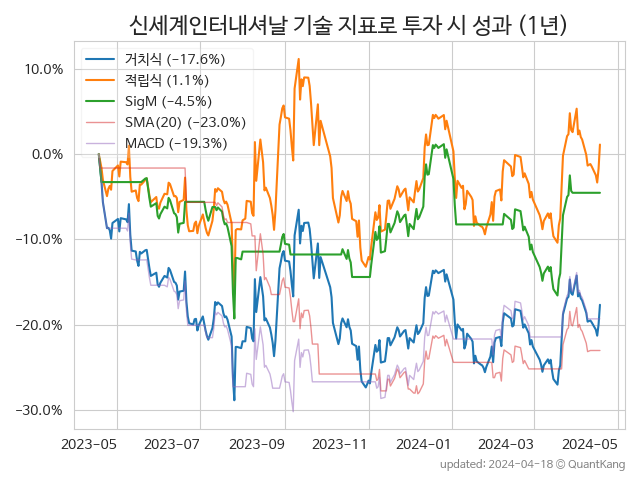 신세계인터내셔날 기술 지표로 투자 시 성과 (1년)
거치식 (−17.6%)
적립식 (1.1%)
SigM (−4.5%)
SMA(20) (−23.0%)
MACD (−19.3%)
10.0%
0.0%
−10.0%
−20.0%
−30.0%
2023-05 2023-07 2023-09 2023-11 2024-01 2024-03 2024-05
updated: 2024-04-18 © QuantKang